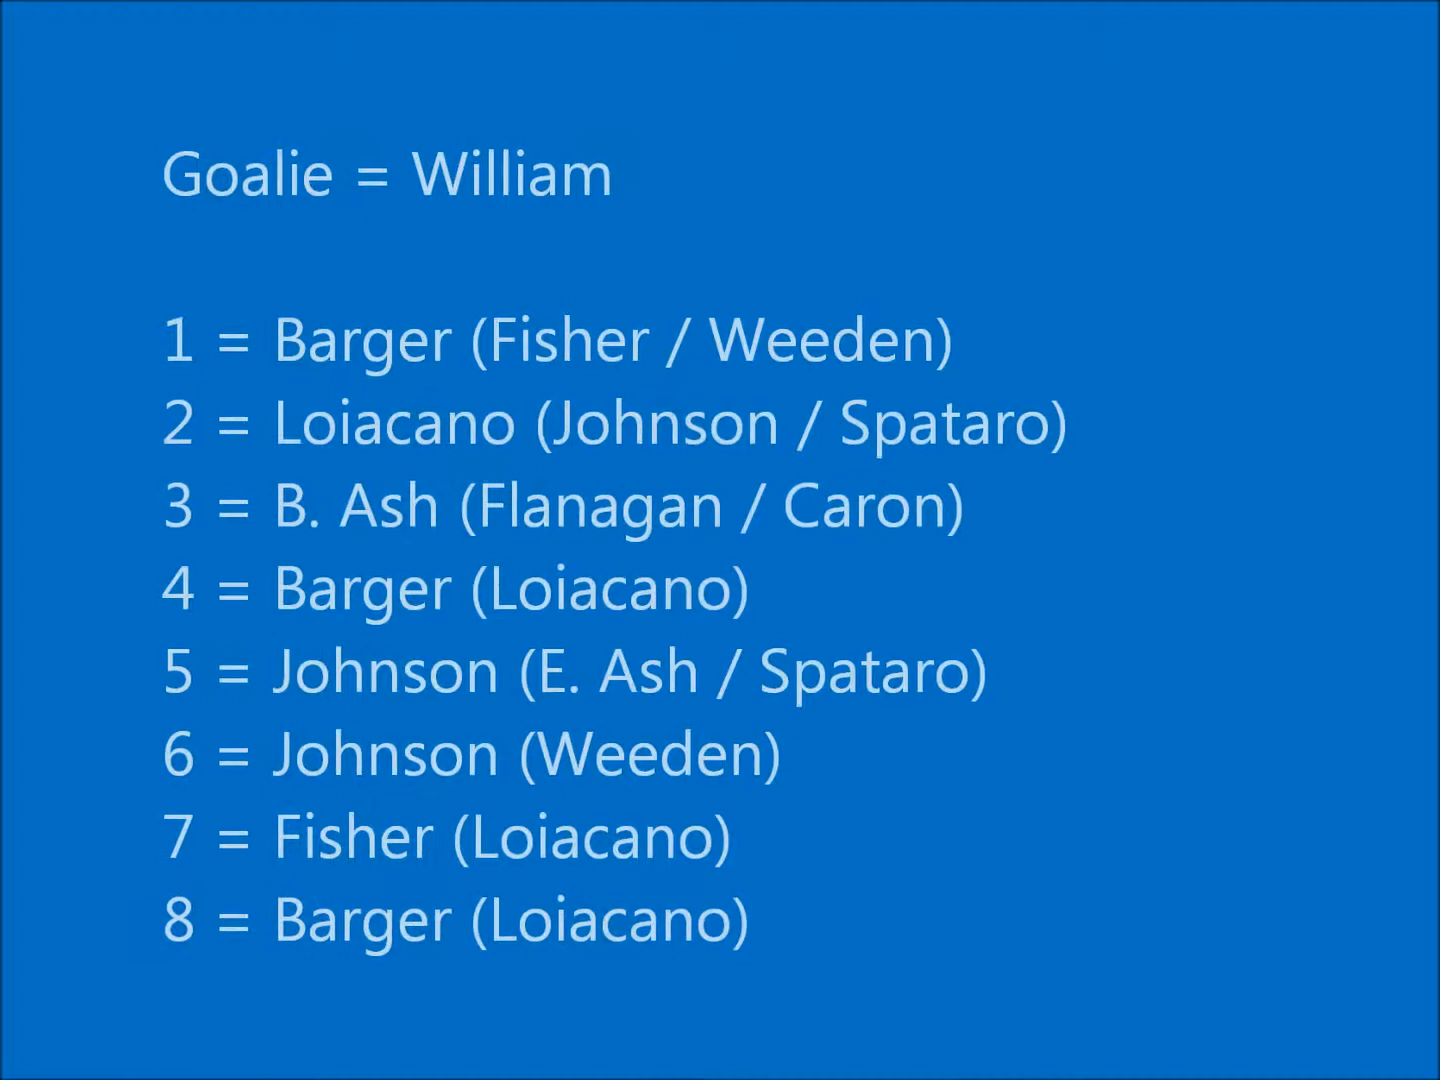 Goalie = William
1 = Barger (Fisher / Weeden)
2 = Loiacano (Johnson / Spataro)
3 = B. Ash (Flanagan / Caron)
4 = Barger (Loiacano)
5 = Johnson (E. Ash / Spataro)
6 = Johnson (Weeden)
7 = Fisher (Loiacano)
8 = Barger (Loiacano)